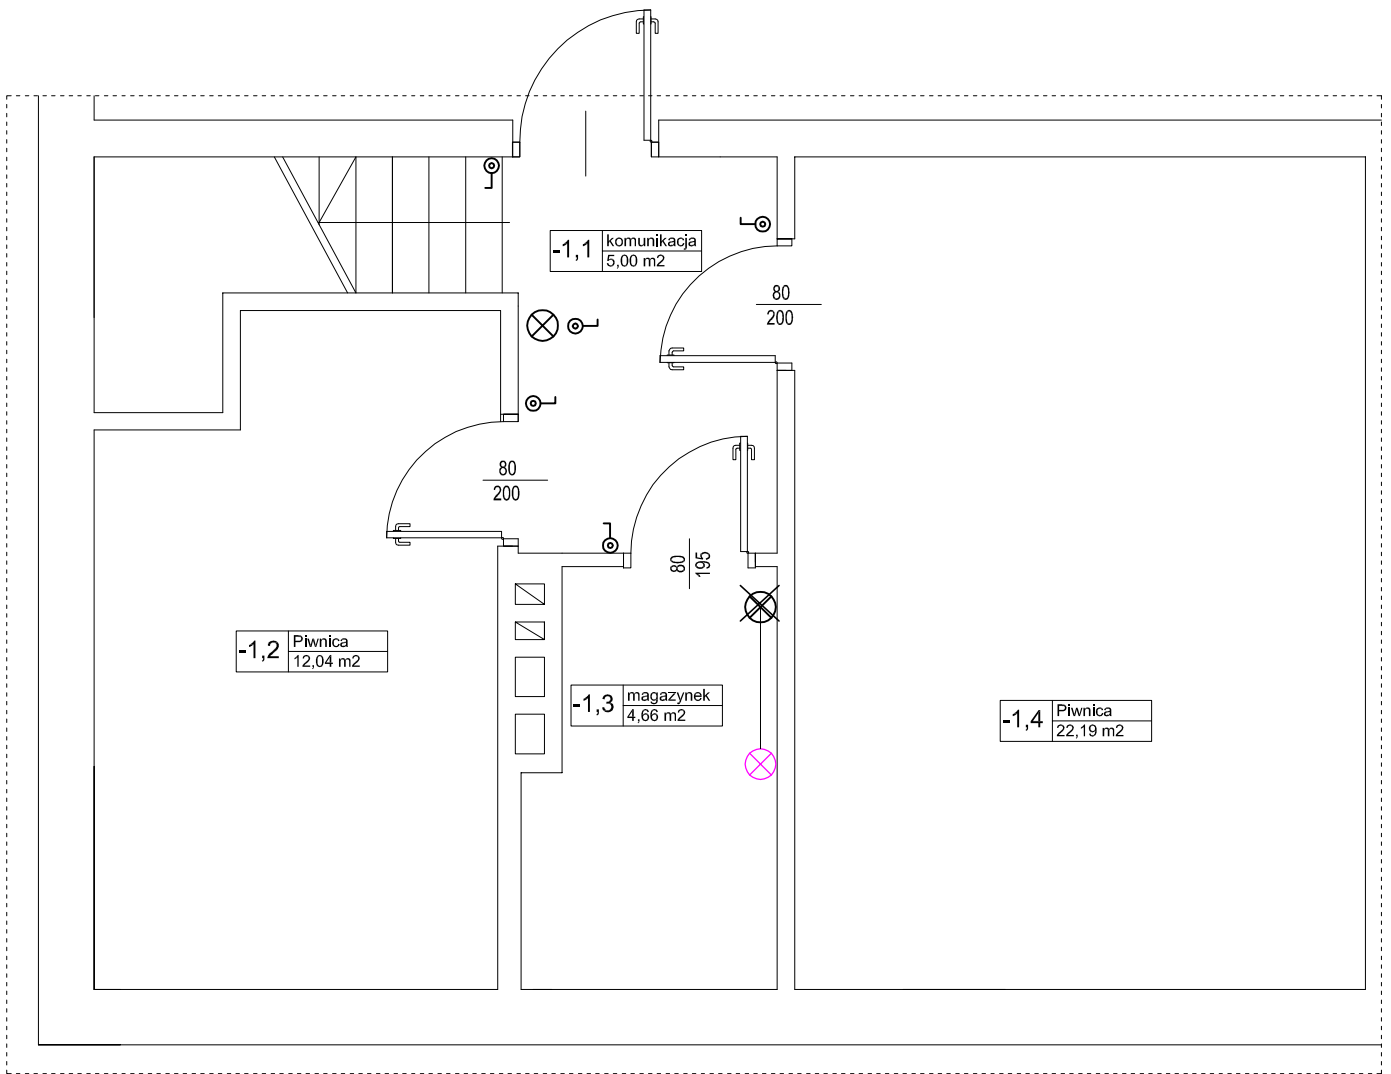 -1,1
komunikacja
5,00 m2
80
200
80
200
80
195
-1,2
Piwnica
12,04 m2
-1,3
magazynek
4,66 m2
-1,4
Piwnica
22,19 m2